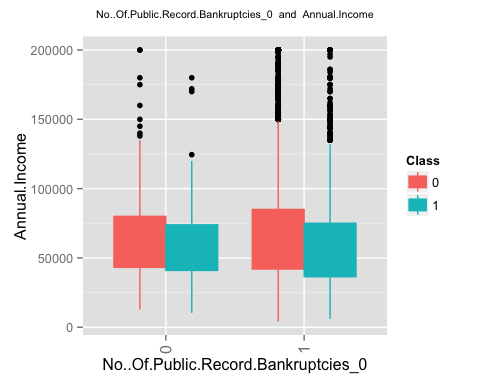 No..Of.Public.Record.Bankruptcies_0 and Annual.Income
200000
150000
100000
50000
0
Annual.Income
0
1
No..Of.Public.Record.Bankruptcies_0
Class
0
1